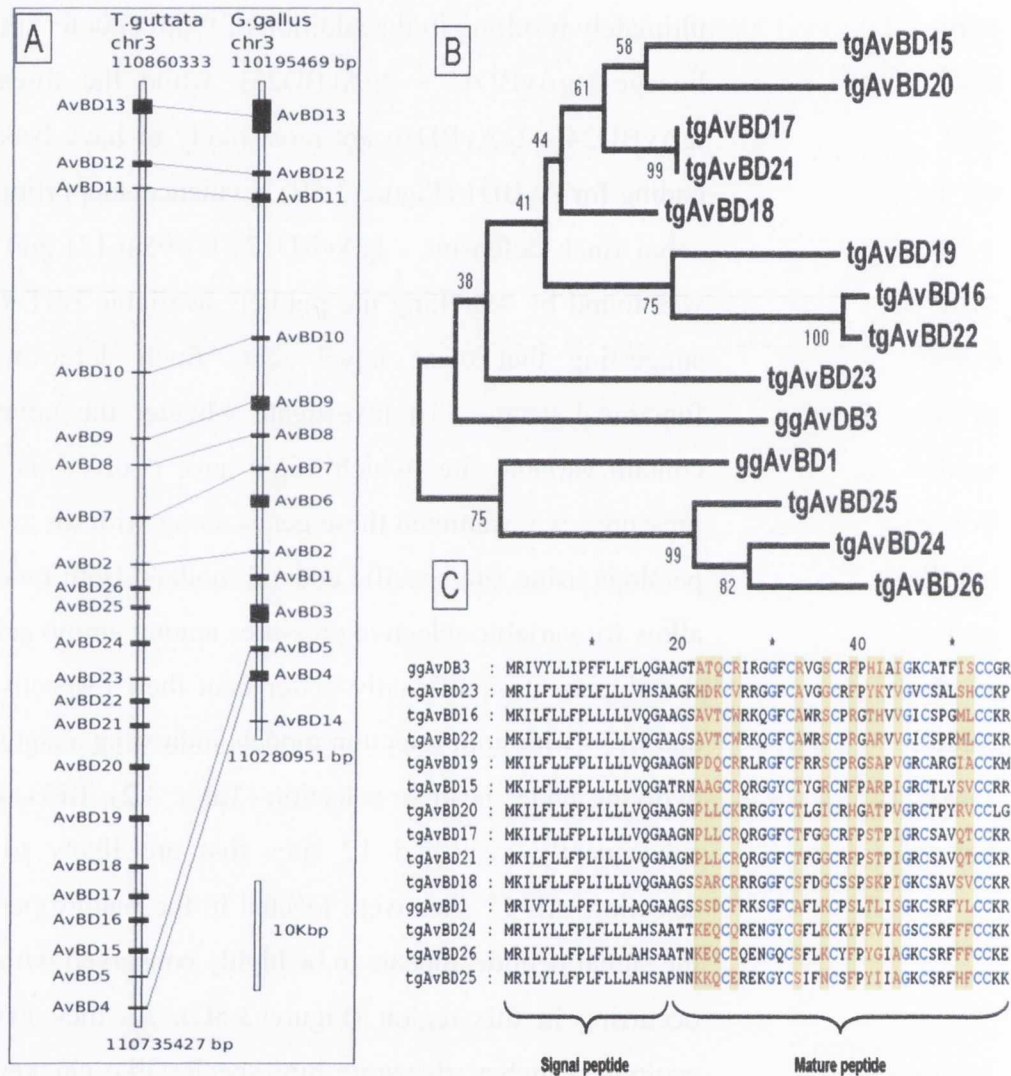 A
T.guttata
chr3
110860333
G.gallus
chr3
110195469 bp
AvBD13
AvBD12
AvBD11
AvBD10
AvBD9
AvBD8
AvBD7
AvBD2
AvBD26
AvBD25
AvBD24
AvBD23
AvBD22
AvBD21
AvBD20
AvBD19
AvBD18
AvBD17
AvBD16
AvBD15
AvBD5
AvBD4
110735427 bp
AvBD13
AvBD12
AvBD11
AvBD10
AvBD9
AvBD8
AvBD7
AvBD6
AvBD2
AvBD1
AvBD3
AvBD5
AvBD4
AvBD14
110280951 bp
10Kbp
B
58
61
44
99
41
38
75
100
75
99
82
tgAvBD15
tgAvBD20
tgAvBD17
tgAvBD21
tgAvBD18
tgAvBD19
tgAvBD16
tgAvBD22
tgAvBD23
ggAvDB3
ggAvBD1
tgAvBD25
tgAvBD24
tgAvBD26
C
* 20 * 40 *
ggAvDB3 : MRIVYLLIPFFLLFLQGAAGTATQCRIRGGFCRVGSCRFPHIAIGKCATFISCCGR
tgAvBD23 : MRILFLLFPLFLLLVHSAAGKHDKCVRRGGFCAVGGCRFPYKYVGVCSALSHCCKP
tgAvBD16 : MKILFLLFPLLLLLVQGAAGSAVTCWRKQGFCAWRSCPRGTHVVGICSPGMLCCKR
tgAvBD22 : MKILFLLFPLLLLLVQGAAGSAVTCWRKQGFCAWRSCPRGARVVGICSPRMLCCKR
tgAvBD19 : MKILFLLFPLILLLVQGAAGNPDQCRRLRGFCFRRSCPRGSAPVGRCARGIACCKM
tgAvBD15 : MKILFLLFPLILLLVQGATRNAAGCRQRGGYCTYGRCNFPARPIGRCTLYSVCCRR
tgAvBD20 : MKILFLLFPLILLLVQGAAGNPLLCKRRGGYCTLGICRHGATPVGRCTPYRVCCLG
tgAvBD17 : MKILFLLFPLILLLVQGAAGNPLLCRQRGGFCTFGGCRFPSTPIGRCSAVQTCCKR
tgAvBD21 : MKILFLLFPLILLLVQGAAGNPLLCRQRGGFCTFGGCRFPSTPIGRCSAVQTCCKR
tgAvBD18 : MKILFLLFPLILLLVQGAAGSSARCRRRGGFCSFDGCSSPSKPIGKCSAVSVCCKR
ggAvBD1 : MRIVYLLLPFILLLAQGAAGSSSDCFRKSGFCAFLKCPSLTLISGKCSRFYLCCKR
tgAvBD24 : MRILYLLFPLFLLLAHSAATTKEQCQRENGYCGFLKCKYPFVIKGSCSRFFFCCKK
tgAvBD26 : MRILYLLFPLFLLLAHSAATNKEQCEQENGQCSFLKCTFPYGIAGKCSRFFFCCKE
tgAvBD25 : MKILFLLFPLFLLLAHSAPNNKKQCEREKGYCSIFNCSFPYIIAGKCSRFHFCCKK
Signal peptide
Mature peptide